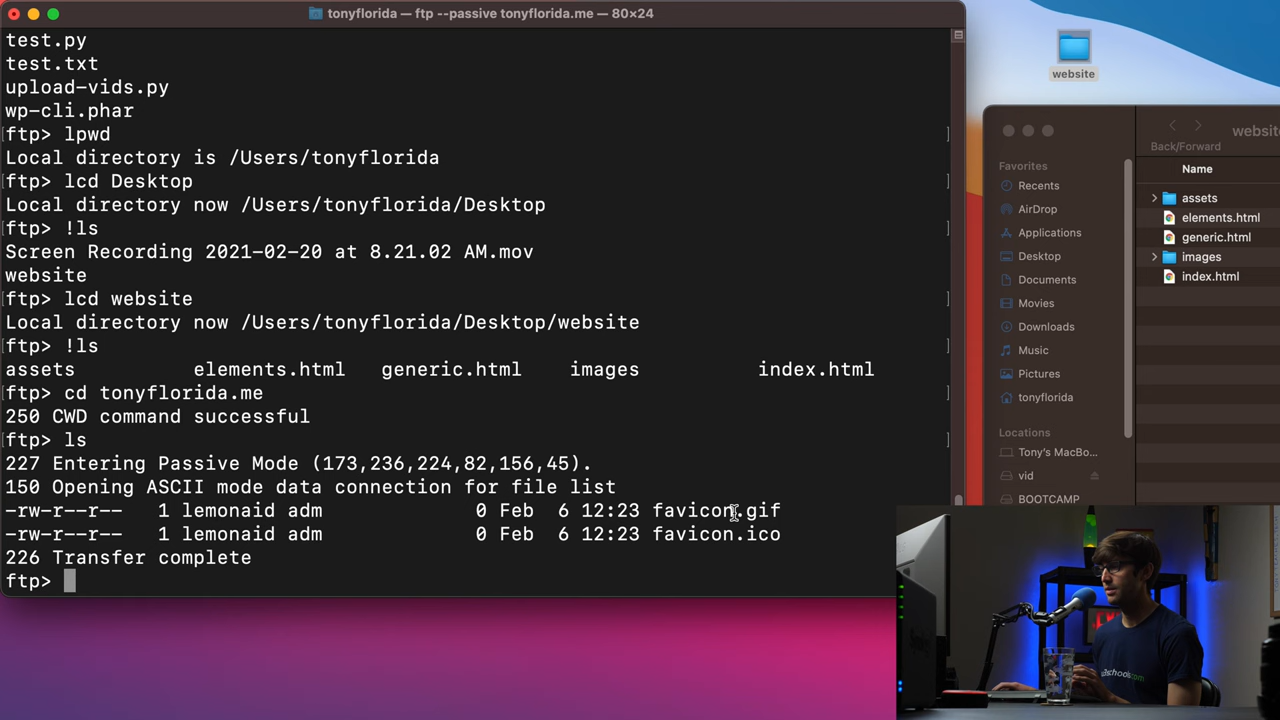 tonyflorida — ftp --passive tonyflorida.me — 80×24
test.py
test.txt
upload-vids.py
wp-cli.phar
ftp> lpwd
Local directory is /Users/tonyflorida
ftp> lcd Desktop
Local directory now /Users/tonyflorida/Desktop
ftp> !ls
Screen Recording 2021-02-20 at 8.21.02 AM.mov
website
ftp> lcd website
Local directory now /Users/tonyflorida/Desktop/website
ftp> !ls
assets elements.html generic.html images index.html
ftp> cd tonyflorida.me
250 CWD command successful
ftp> ls
227 Entering Passive Mode (173,236,224,82,156,45).
150 Opening ASCII mode data connection for file list
-rw-r--r-- 1 lemonaid adm 0 Feb 6 12:23 favicon.gif
-rw-r--r-- 1 lemonaid adm 0 Feb 6 12:23 favicon.ico
226 Transfer complete
ftp>
website
Back/Forward
Favorites
Recents
AirDrop
Applications
Desktop
Documents
Movies
Downloads
Music
Pictures
tonyflorida
Locations
Tony's MacBo...
vid
BOOTCAMP
Name
assets
elements.html
generic.html
images
index.html